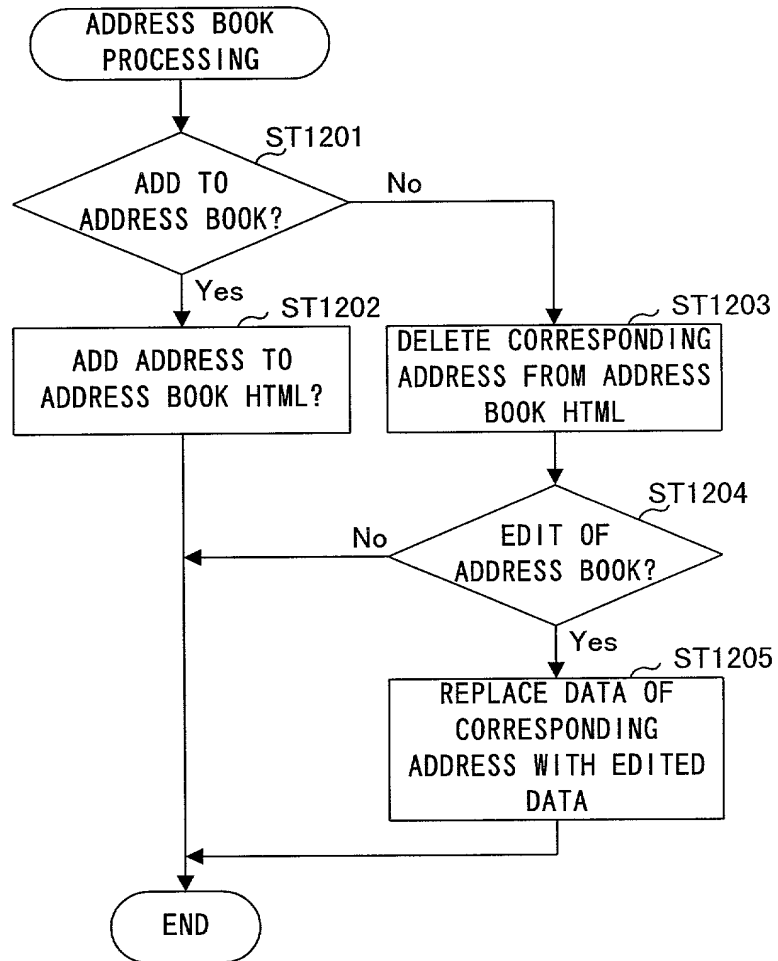 ADDRESS BOOK
PROCESSING
ST1201
ADD TO
ADDRESS BOOK?
No
Yes
ST1202
ADD ADDRESS TO
ADDRESS BOOK HTML?
ST1203
DELETE CORRESPONDING
ADDRESS FROM ADDRESS
BOOK HTML
ST1204
EDIT OF
ADDRESS BOOK?
No
Yes
ST1205
REPLACE DATA OF
CORRESPONDING
ADDRESS WITH EDITED
DATA
END